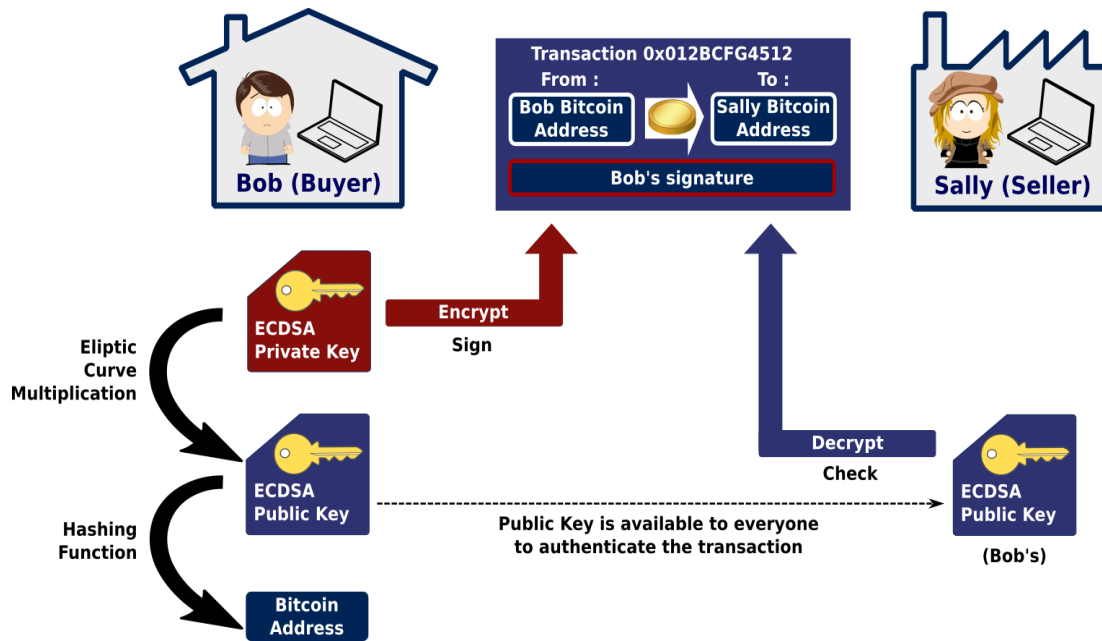 Transaction 0x012BCFG4512
From :
To :
Bob Bitcoin
Address
Sally Bitcoin
Address
Bob's signature
Bob (Buyer)
Sally (Seller)
ECDSA
Private Key
Encrypt
Sign
Eliptic
Curve
Multiplication
ECDSA
Public Key
Decrypt
Check
ECDSA
Public Key
(Bob's)
Public Key is available to everyone
to authenticate the transaction
Hashing
Function
Bitcoin
Address